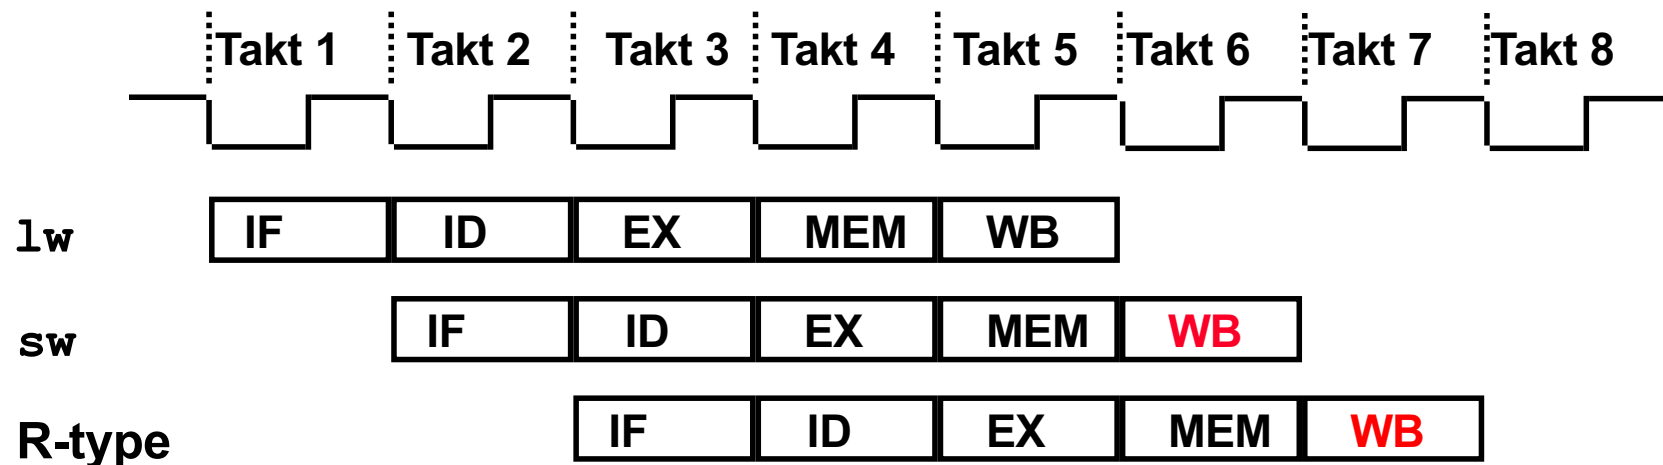 Takt 1 Takt 2 Takt 3 Takt 4 Takt 5 Takt 6 Takt 7 Takt 8
lw IF ID EX MEM WB
sw IF ID EX MEM WB
R-type IF ID EX MEM WB